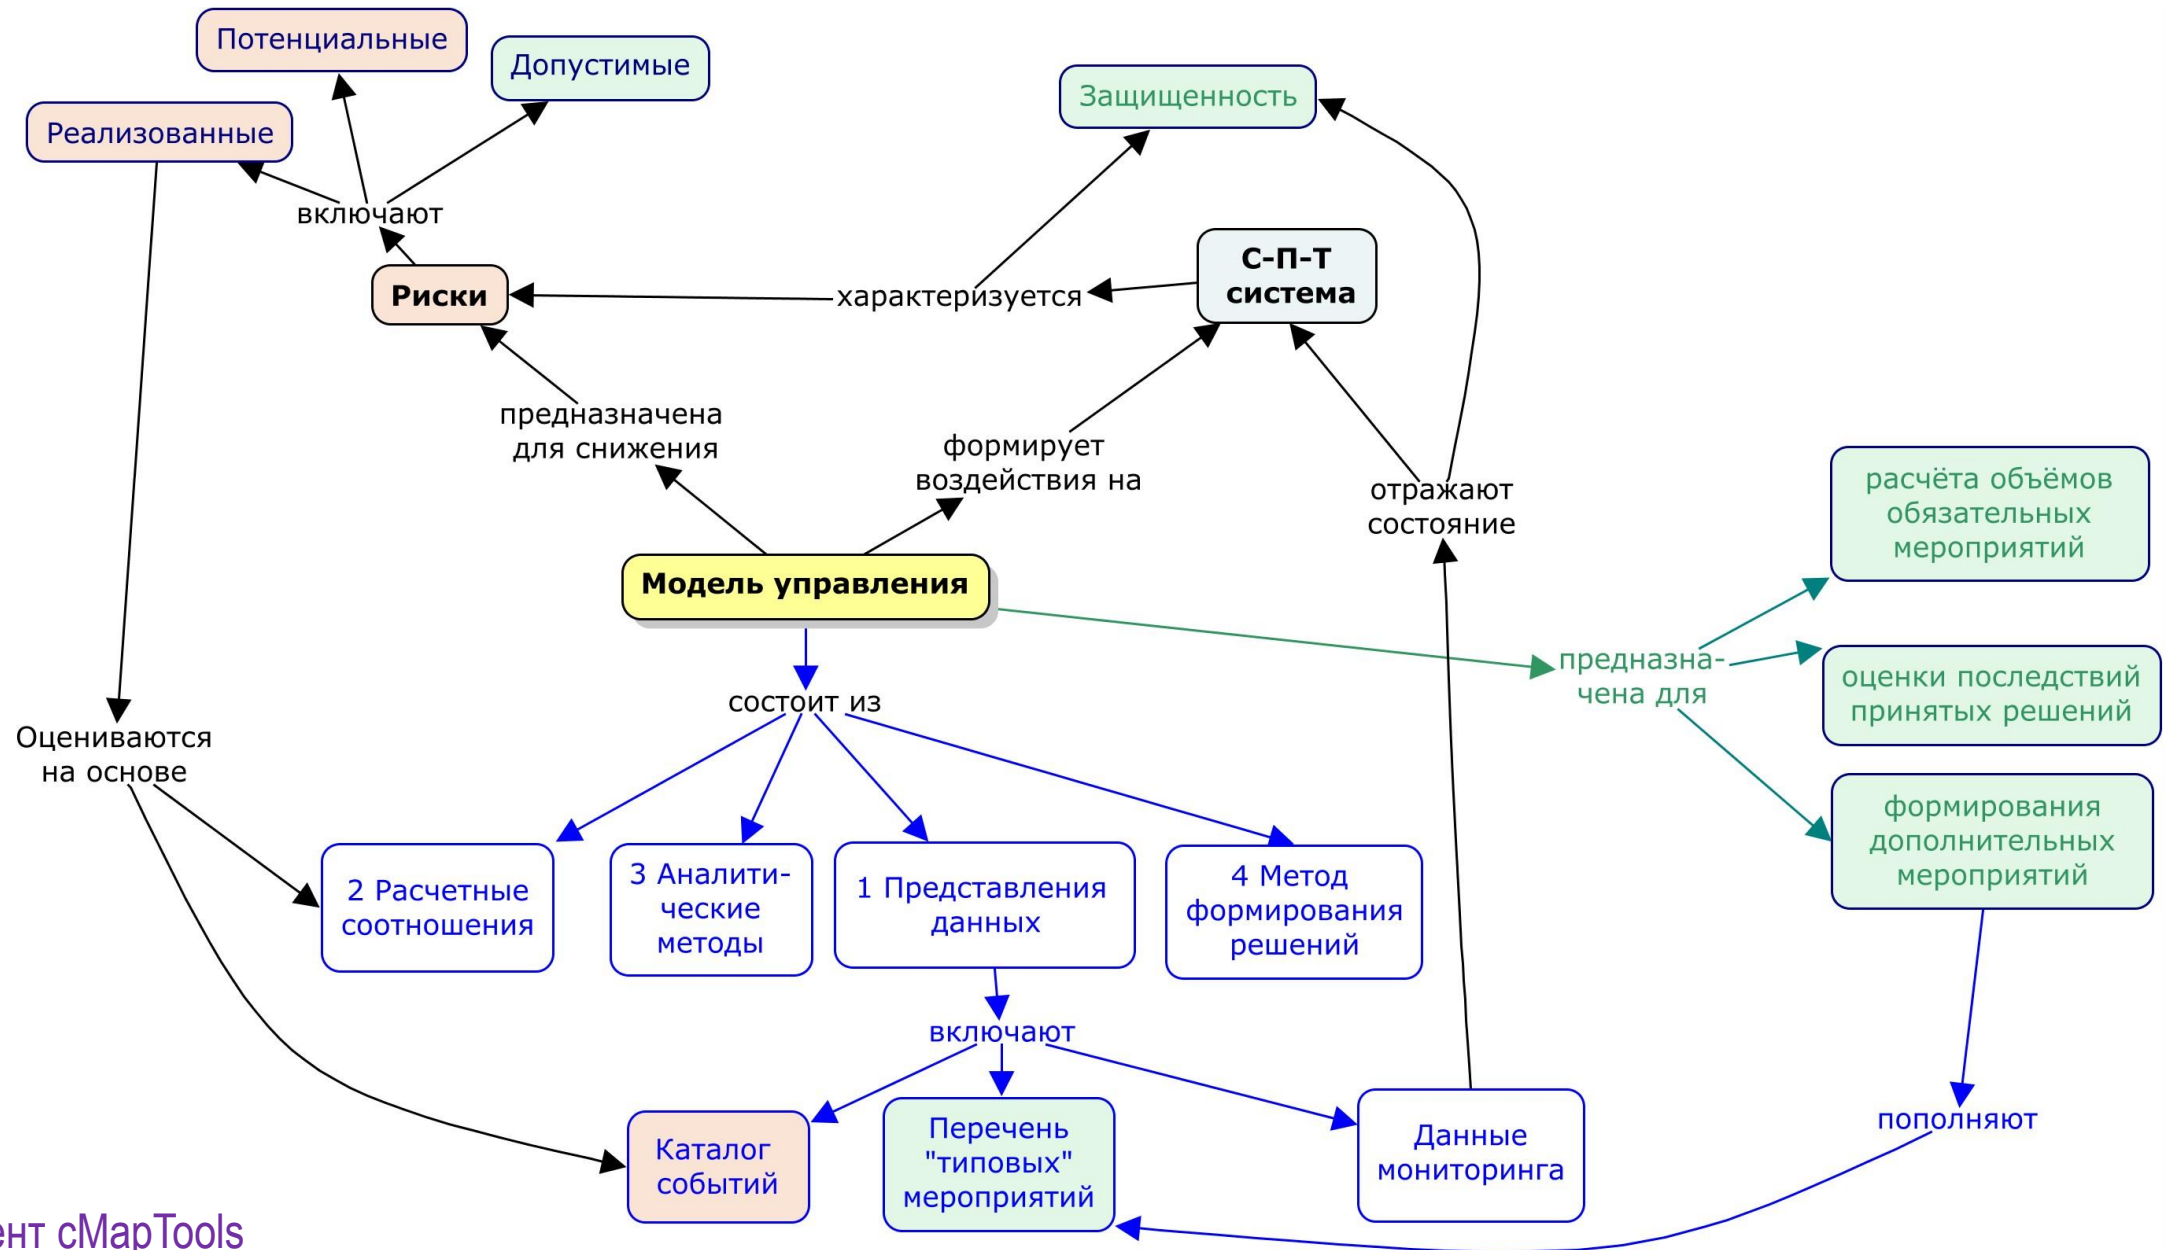 Потенциальные
Допустимые
Защищенность
Реализованные
включают
С-П-Т
система
Риски
характеризуется
предназначена
для снижения
формирует
воздействия на
отражают
состояние
расчёта объёмов
обязательных
мероприятий
Модель управления
предназна-
чена для
оценки последствий
принятых решений
состоит из
Оцениваются
на основе
формирования
дополнительных
мероприятий
2 Расчетные
соотношения
3 Аналити-
ческие
методы
1 Представления
данных
4 Метод
формирования
решений
включают
Каталог
событий
Перечень
"типовых"
мероприятий
Данные
мониторинга
пополняют
cMapTools